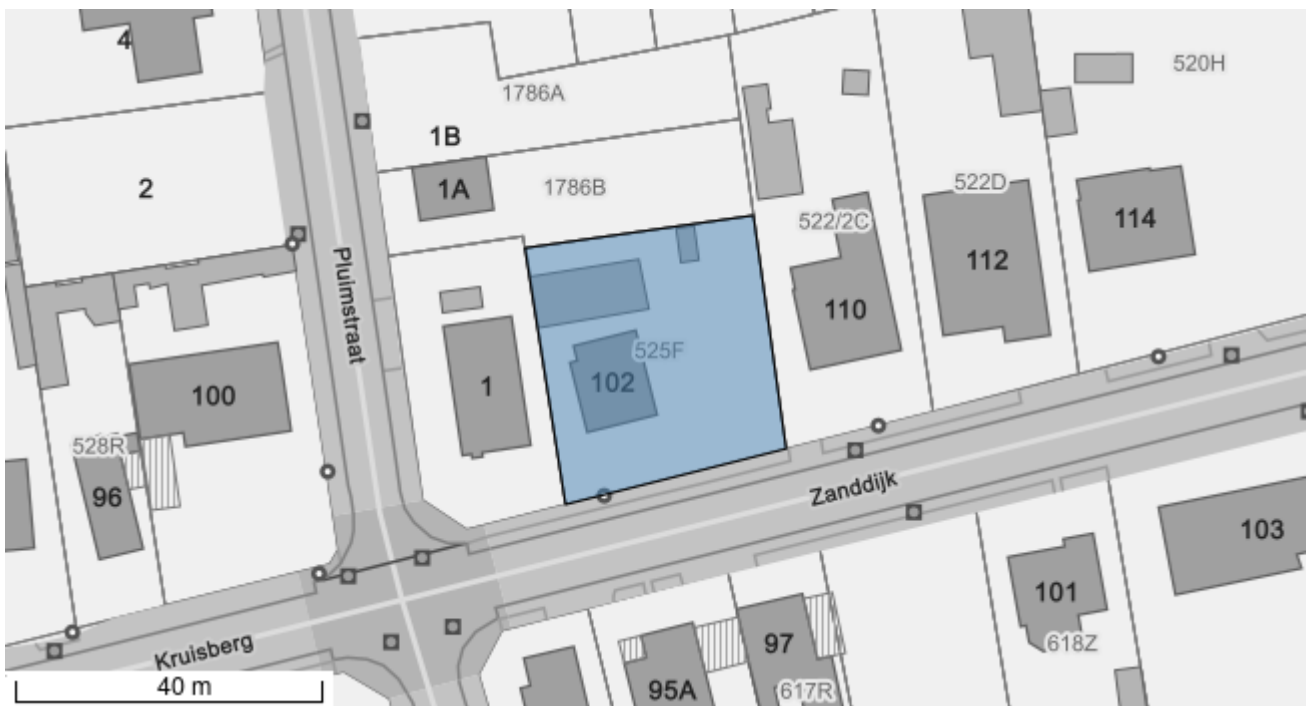 4
520H
1786A
1B
2
1A
1786B
522D
114
522/2C
112
Pluimstraat
110
525F
102
1
100
528R
96
Zanddijk
103
101
Kruisberg
97
618Z
95A
617R
40 m